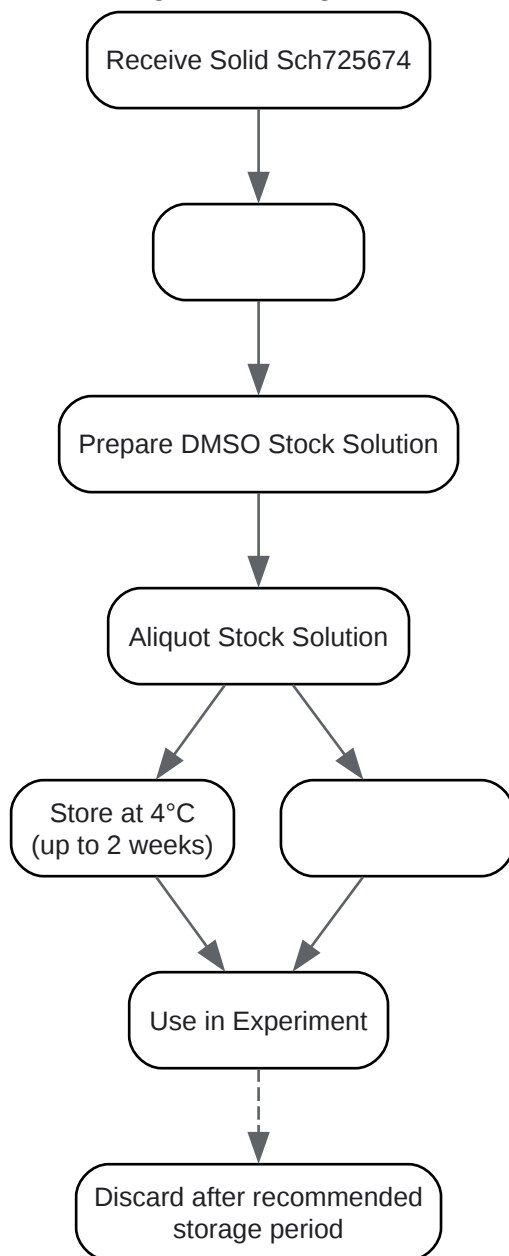 Receive Solid Sch725674
Prepare DMSO Stock Solution
Aliquot Stock Solution
Store at 4°C
(up to 2 weeks)
Use in Experiment
Discard after recommended
storage period